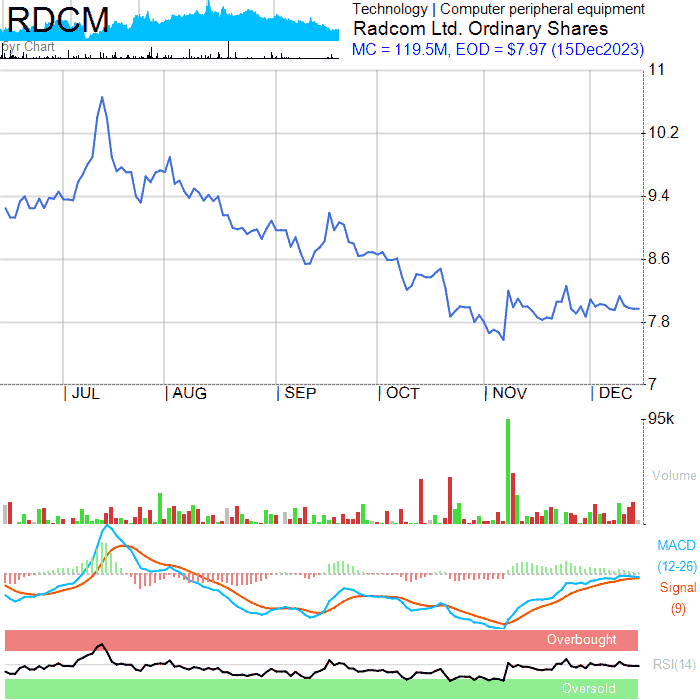 RDCM
5yr Chart
Technology | Computer peripheral equipment
Radcom Ltd. Ordinary Shares
MC = 119.5M, EOD = $7.97 (15Dec2023)
11
10.2
9.4
8.6
7.8
7
| JUL | AUG | SEP | OCT | NOV | DEC
95k
Volume
MACD
(12-26)
Signal
(9)
Overbought
RSI(14)
Oversold